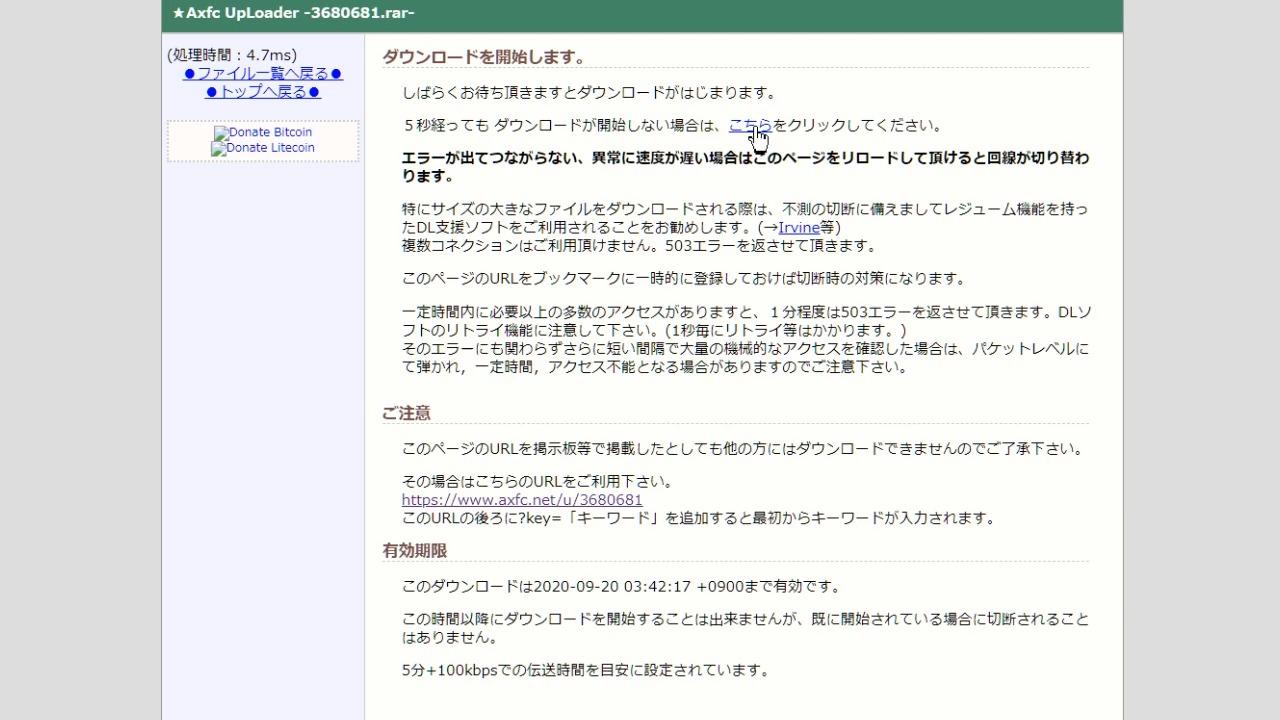 ★Axfc UpLoader -3680681.rar-
(処理時間：4.7ms)
●ファイル一覧へ戻る●
●トップへ戻る●
Donate Bitcoin
Donate Litecoin
ダウンロードを開始します。
しばらくお待ち頂きますとダウンロードがはじまります。
５秒経っても ダウンロードが開始しない場合は、こちらをクリックしてください。
エラーが出てつながらない、異常に速度が遅い場合はこのページをリロードして頂けると回線が切り替わ
ります。
特にサイズの大きなファイルをダウンロードされる際は、不測の切断に備えましてレジューム機能を持っ
たDL支援ソフトをご利用されることをお勧めします。(→Irvine等)
複数コネクションはご利用頂けません。503エラーを返させて頂きます。
このページのURLをブックマークに一時的に登録しておけば切断時の対策になります。
一定時間内に必要以上の多数のアクセスがありますと、１分程度は503エラーを返させて頂きます。DLソ
フトのリトライ機能に注意して下さい。(1秒毎にリトライ等はかかります。)
そのエラーにも関わらずさらに短い間隔で大量の機械的なアクセスを確認した場合は、パケットレベルに
て弾かれ，一定時間，アクセス不能となる場合がありますのでご注意下さい。
ご注意
このページのURLを掲示板等で掲載したとしても他の方にはダウンロードできませんのでご了承下さい。
その場合はこちらのURLをご利用下さい。
https://www.axfc.net/u/3680681
このURLの後ろに?key=「キーワード」を追加すると最初からキーワードが入力されます。
有効期限
このダウンロードは2020-09-20 03:42:17 +0900まで有効です。
この時間以降にダウンロードを開始することは出来ませんが、既に開始されている場合に切断されること
はありません。
5分+100kbpsでの伝送時間を目安に設定されています。